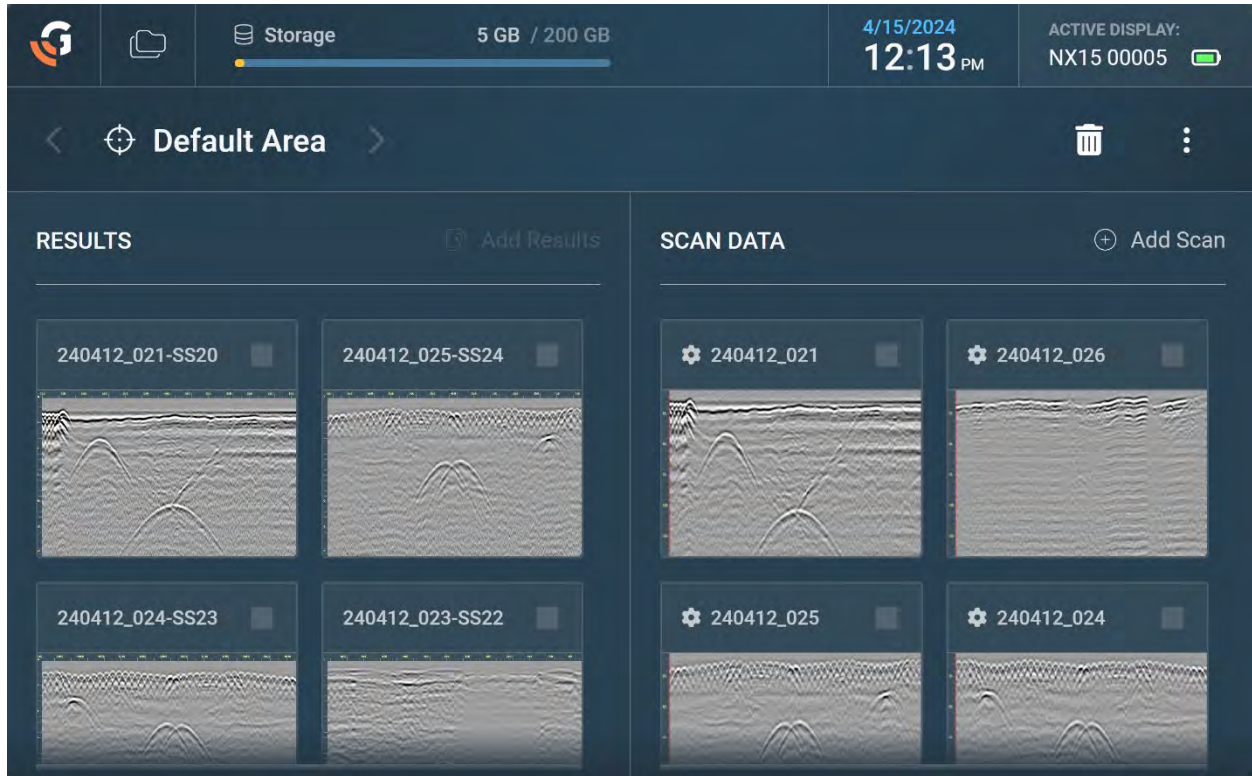 Storage 5 GB / 200 GB
4/15/2024
12:13 PM
ACTIVE DISPLAY:
NX15 00005
Default Area
RESULTS
Add Results
SCAN DATA
Add Scan
240412_021-SS20
240412_025-SS24
240412_021
240412_026
240412_024-SS23
240412_023-SS22
240412_025
240412_024